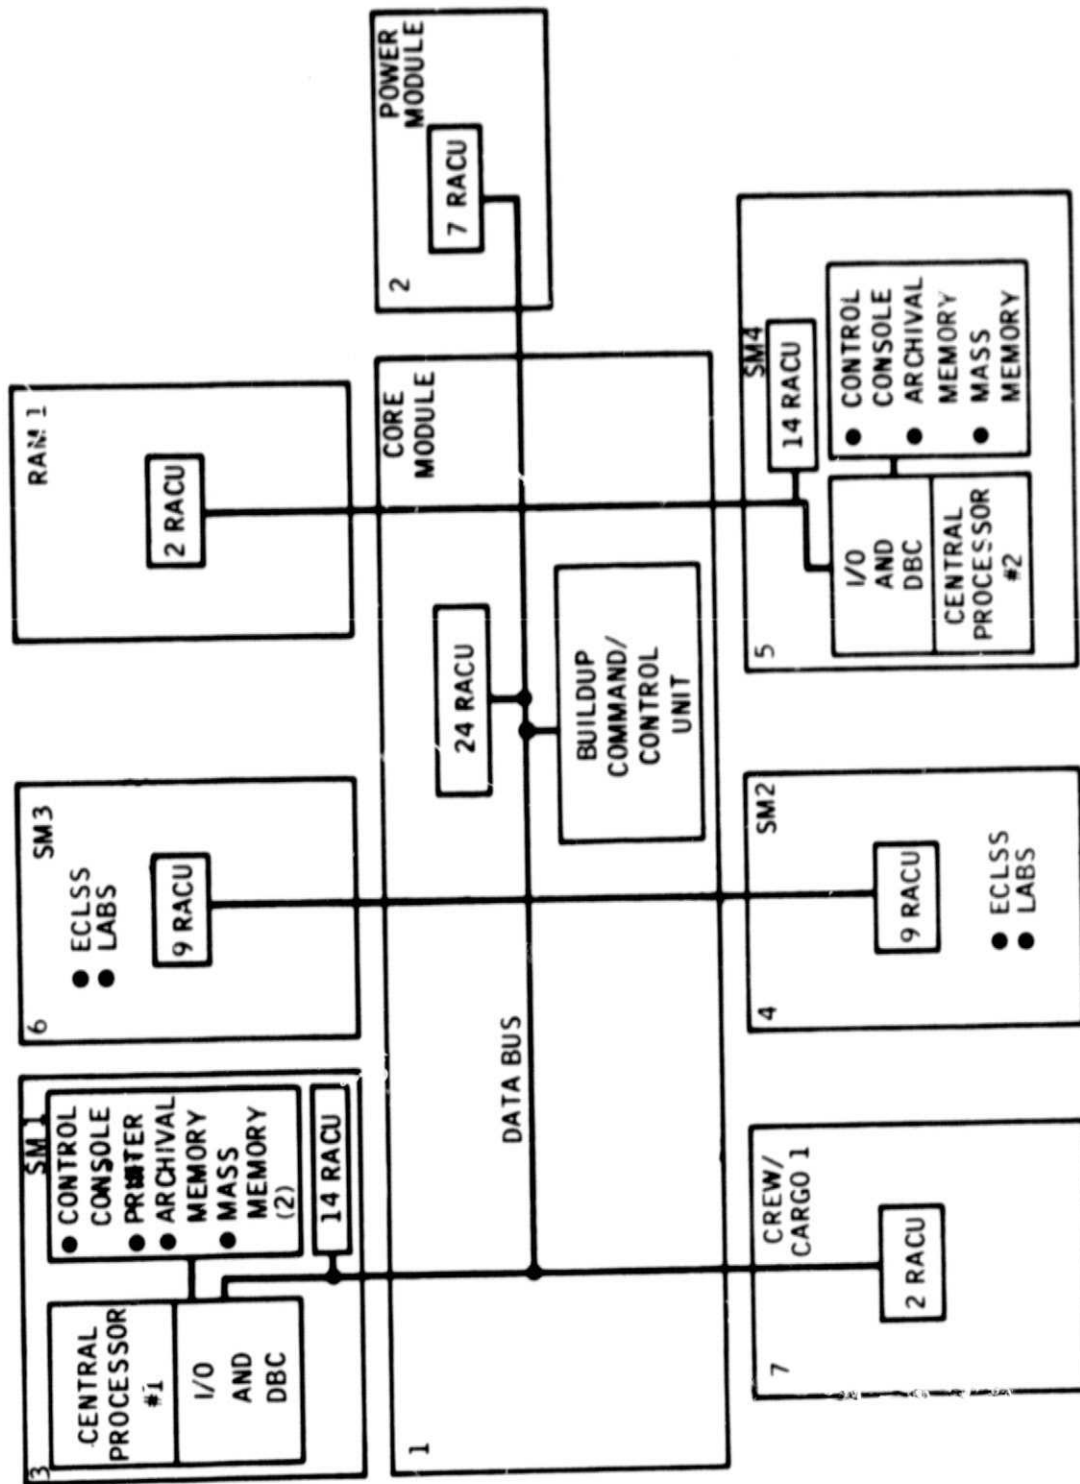 3
SM 1
CENTRAL
PROCESSOR
#1
I/O
AND
DBC
● CONTROL
CONSOLE
● ARCHIVAL
MEMORY
● MASS
MEMORY
(2)
14 RACU
6
SM 3
● ECLSS
● LABS
9 RACU
RAM 1
2 RACU
1
CORE
MODULE
24 RACU
DATA BUS
BUILDUP
COMMAND/
CONTROL
UNIT
2
POWER
MODULE
7 RACU
7
CREW/
CARGO 1
2 RACU
4
SM2
9 RACU
● ECLSS
● LABS
5
SM4
14 RACU
I/O
AND
DBC
CENTRAL
PROCESSOR
#2
● CONTROL
CONSOLE
● ARCHIVAL
MEMORY
● MASS
MEMORY